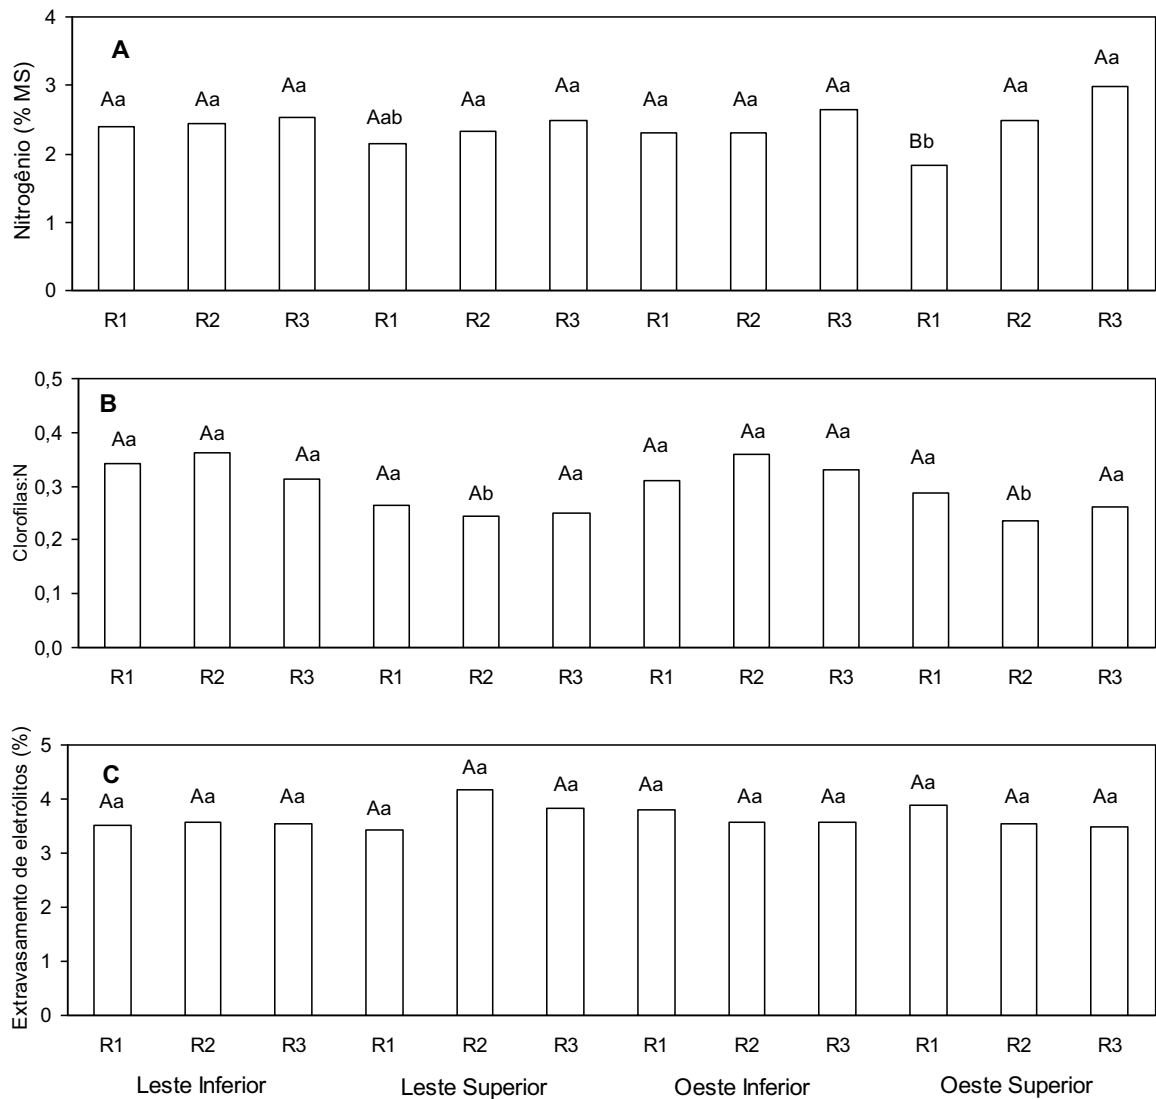 A
Nitrogênio (% MS)
4
3
2
1
0
Aa Aa Aa Aab Aa Aa Aa Aa Aa Bb Aa Aa
R1 R2 R3 R1 R2 R3 R1 R2 R3 R1 R2 R3
B
Clorofilas:N
0,5
0,4
0,3
0,2
0,1
0,0
Aa Aa Aa Aa Ab Aa Aa Aa Aa Aa Ab Aa
R1 R2 R3 R1 R2 R3 R1 R2 R3 R1 R2 R3
C
Extravasamento de eletrólitos (%)
5
4
3
2
1
0
Aa Aa Aa Aa Aa Aa Aa Aa Aa Aa Aa Aa
R1 R2 R3 R1 R2 R3 R1 R2 R3 R1 R2 R3
Leste Inferior Leste Superior Oeste Inferior Oeste Superior